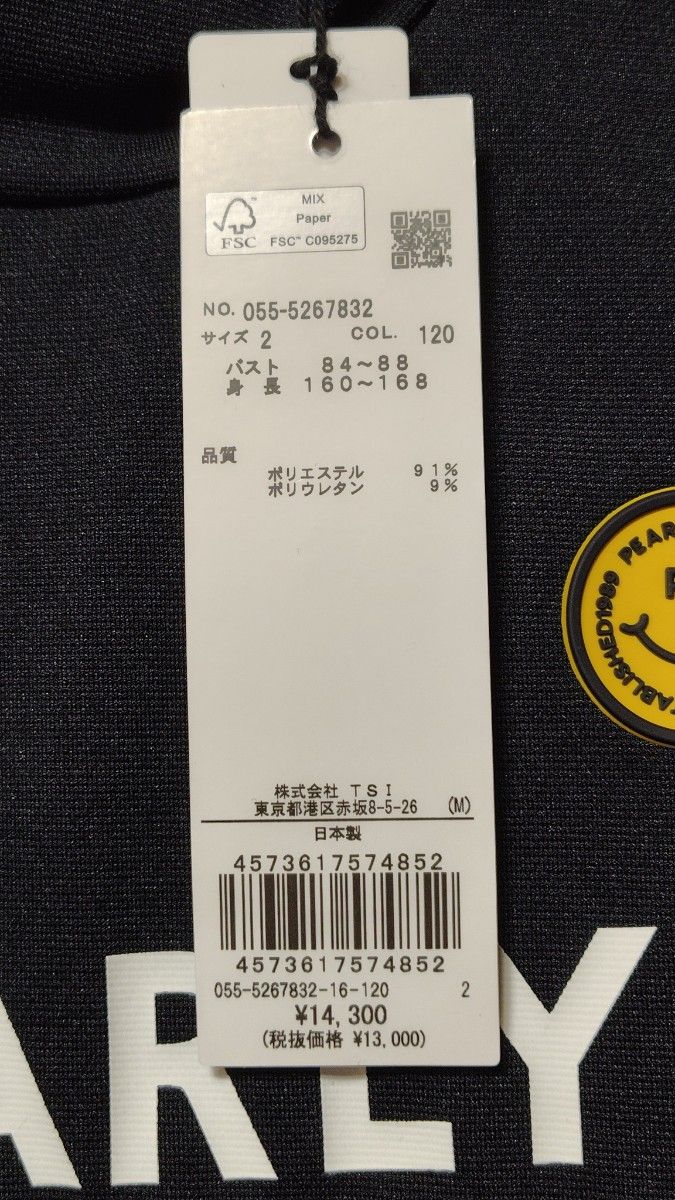 MIX
Paper
FSC™ C095275
FSC
NO. 055-5267832
サイズ 2 COL. 120
バスト 84~88
身 長 160~168
品質
ポリエステル 91%
ポリウレタン 9%
株式会社 TSI
東京都港区赤坂8-5-26 (M)
日本製
4573617574852
4573617574852
055-5267832-16-120 2
¥14,300
(税抜価格 ¥13,000)
PEAR
TABLISHED1989
ARLY